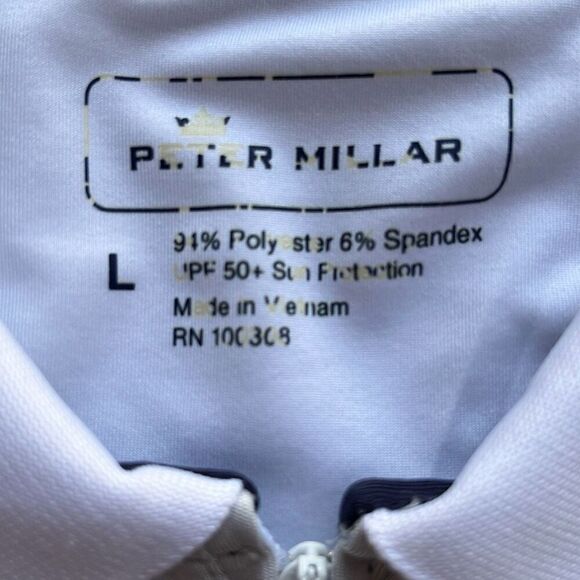 PETER MILLAR
94% Polyester 6% Spandex
L
UPF 50+ Sun Protection
Made in Vietnam
RN 100308